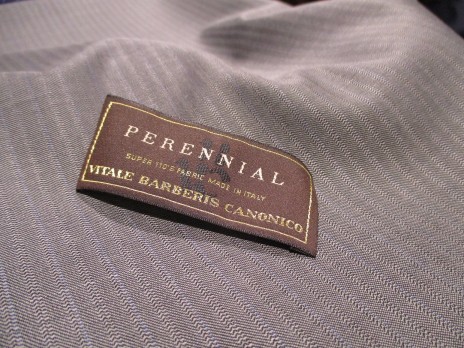 PERENNIAL
SUPER 110'S FABRIC MADE IN ITALY
VITALE BARBERIS CANONICO